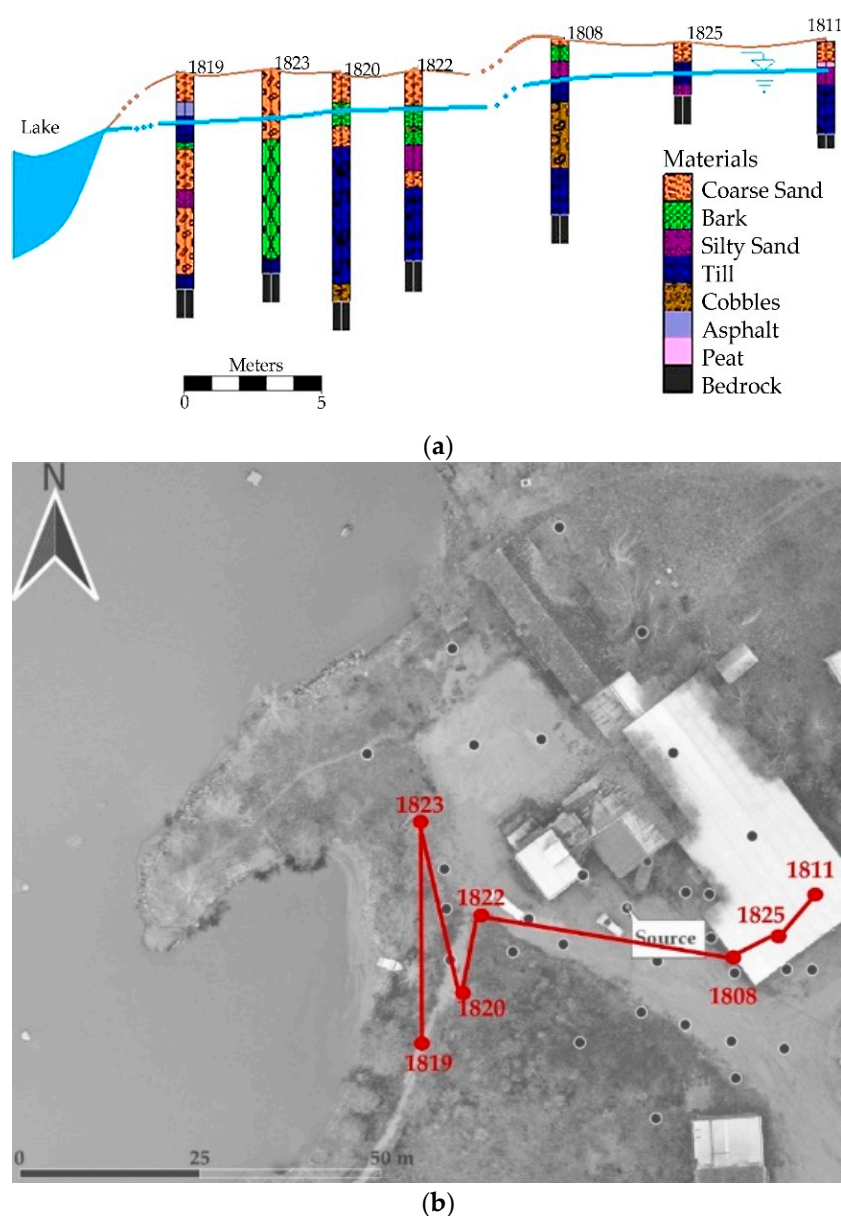 1811
1808
1825
1819
1823
1820
1822
Lake
Materials
Coarse Sand
Bark
Silty Sand
Till
Cobbles
Asphalt
Peat
Bedrock
Meters
0 5
(a)
N
1823
1811
1822
1825
Source
1808
1820
1819
0 25 50 m
(b)